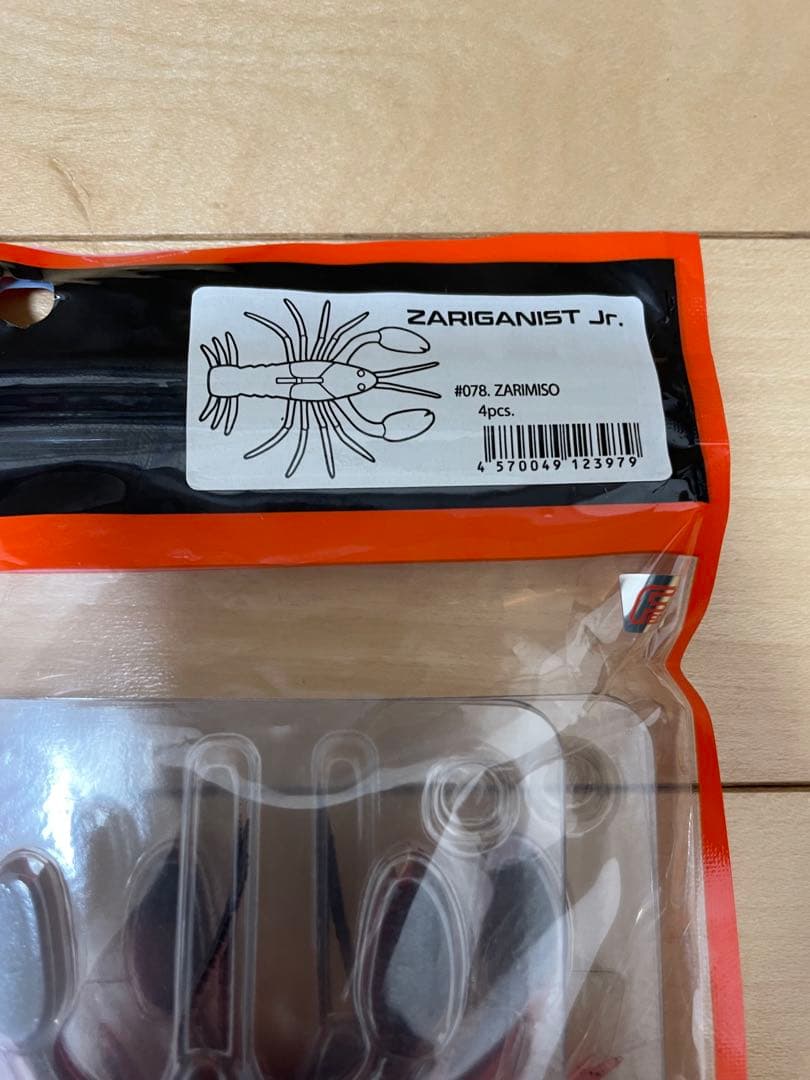 ZARIGANIST Jr.
#078. ZARIMISO
4pcs.
4 570049 123979